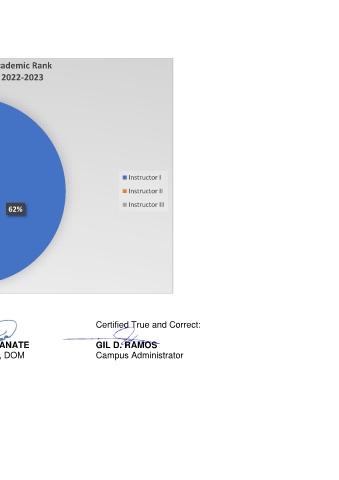 ademic Rank
2022-2023
Instructor I
Instructor II
Instructor III
62%
Certified True and Correct:
ANATE
GIL D. RAMOS
, DOM
Campus Administrator